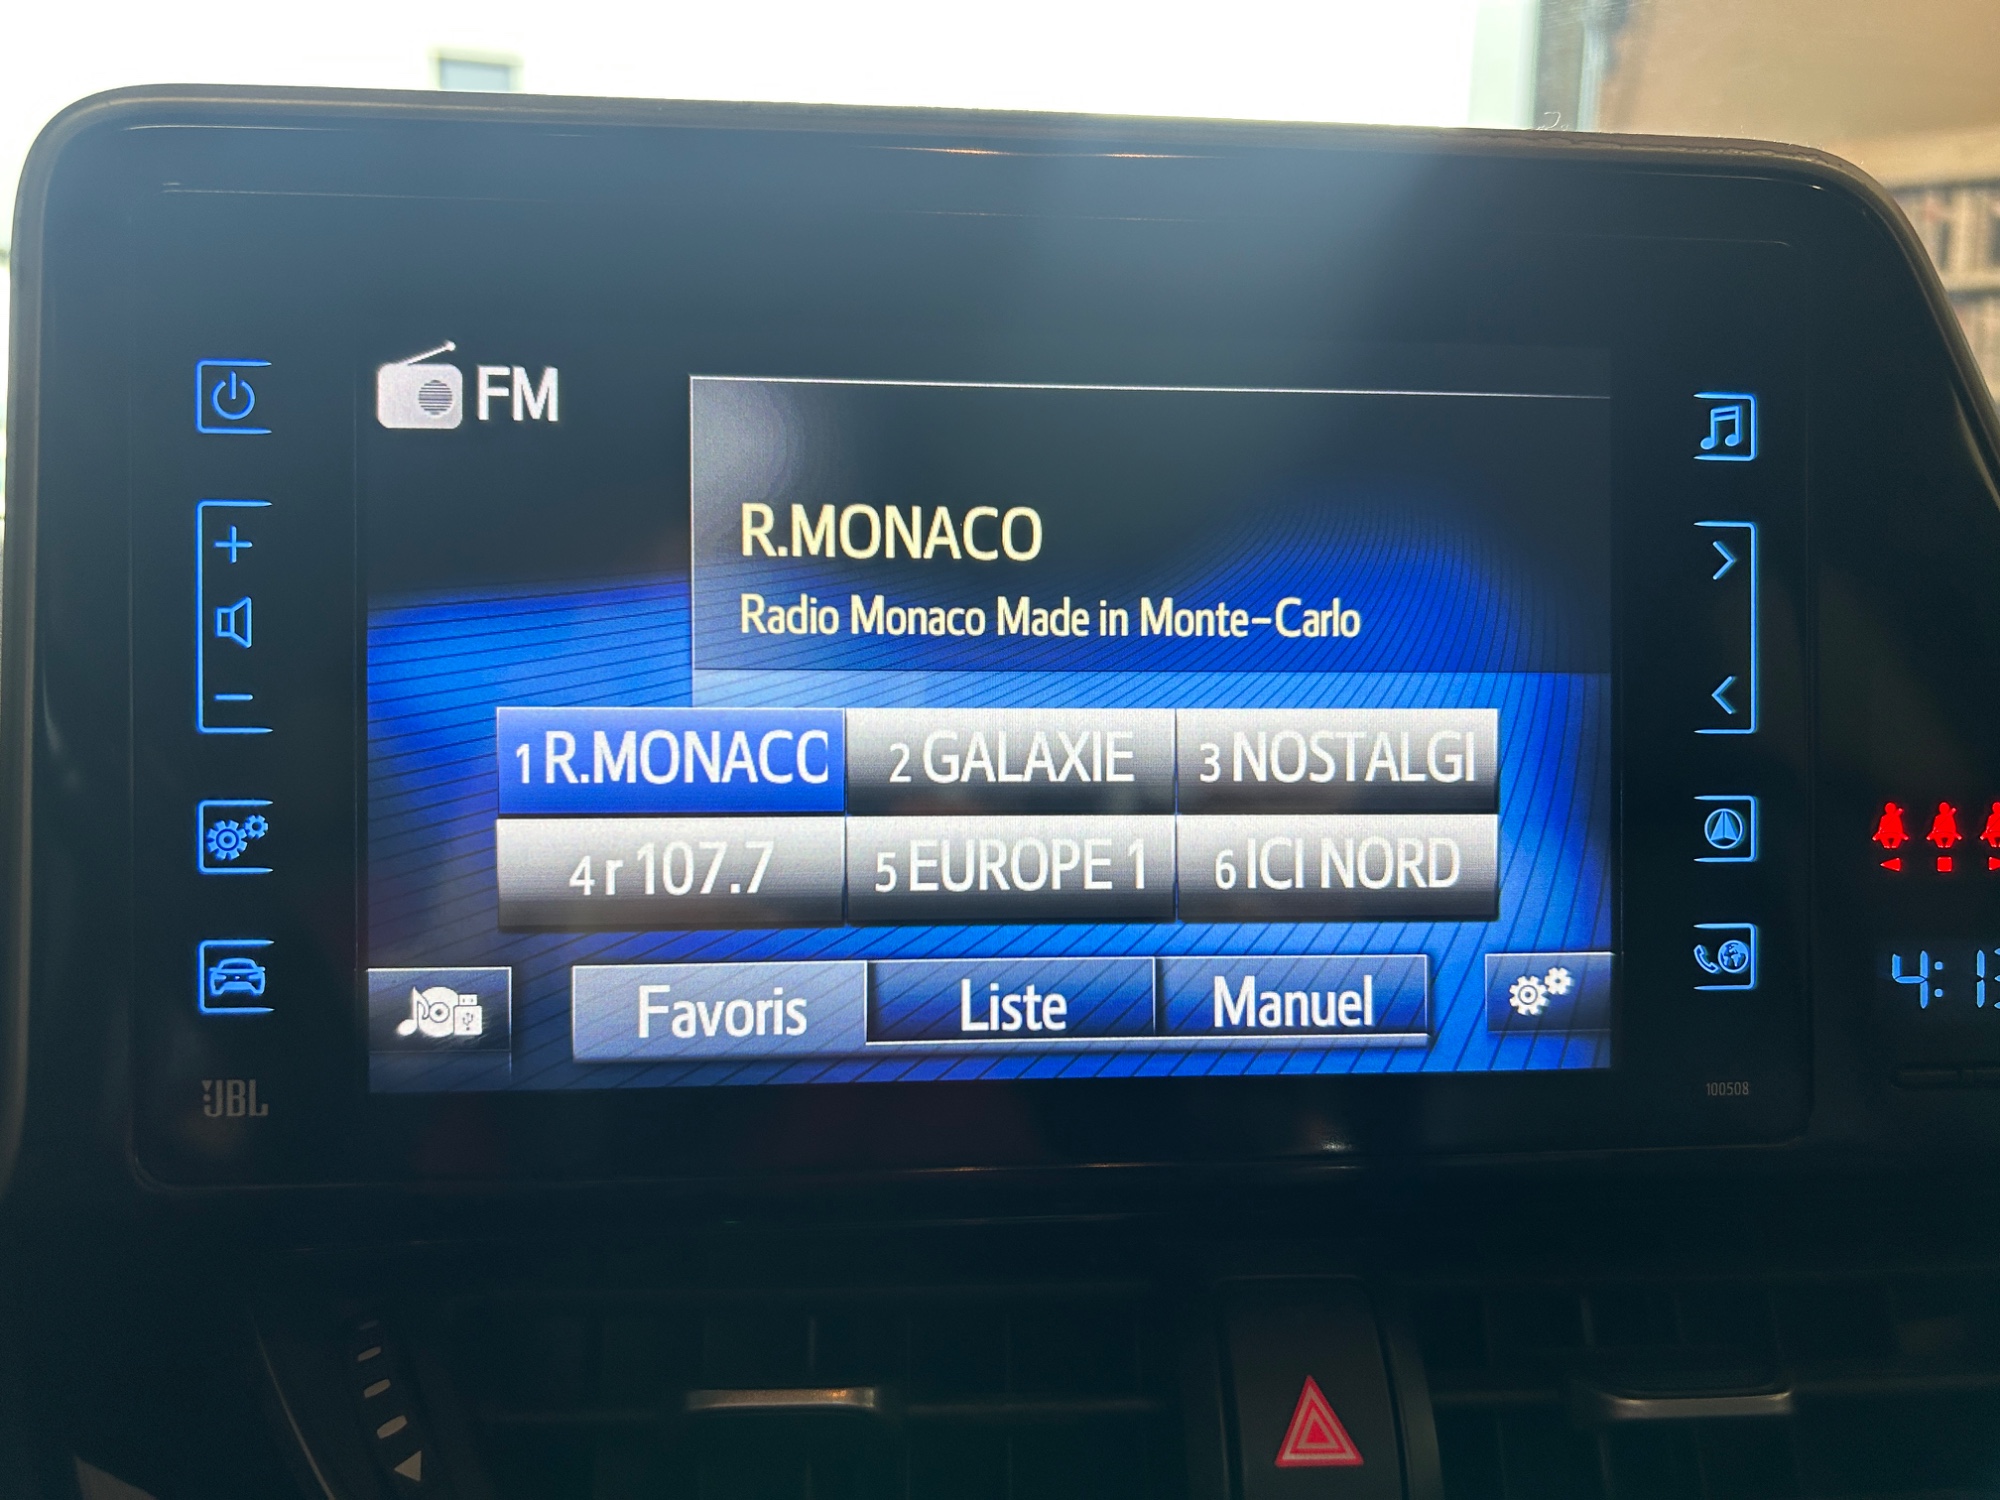 FM
R.MONACO
Radio Monaco Made in Monte-Carlo
1 R.MONACO
2 GALAXIE
3 NOSTALGI
4 r 107.7
5 EUROPE 1
6 ICI NORD
Favoris
Liste
Manuel
JBL
100508